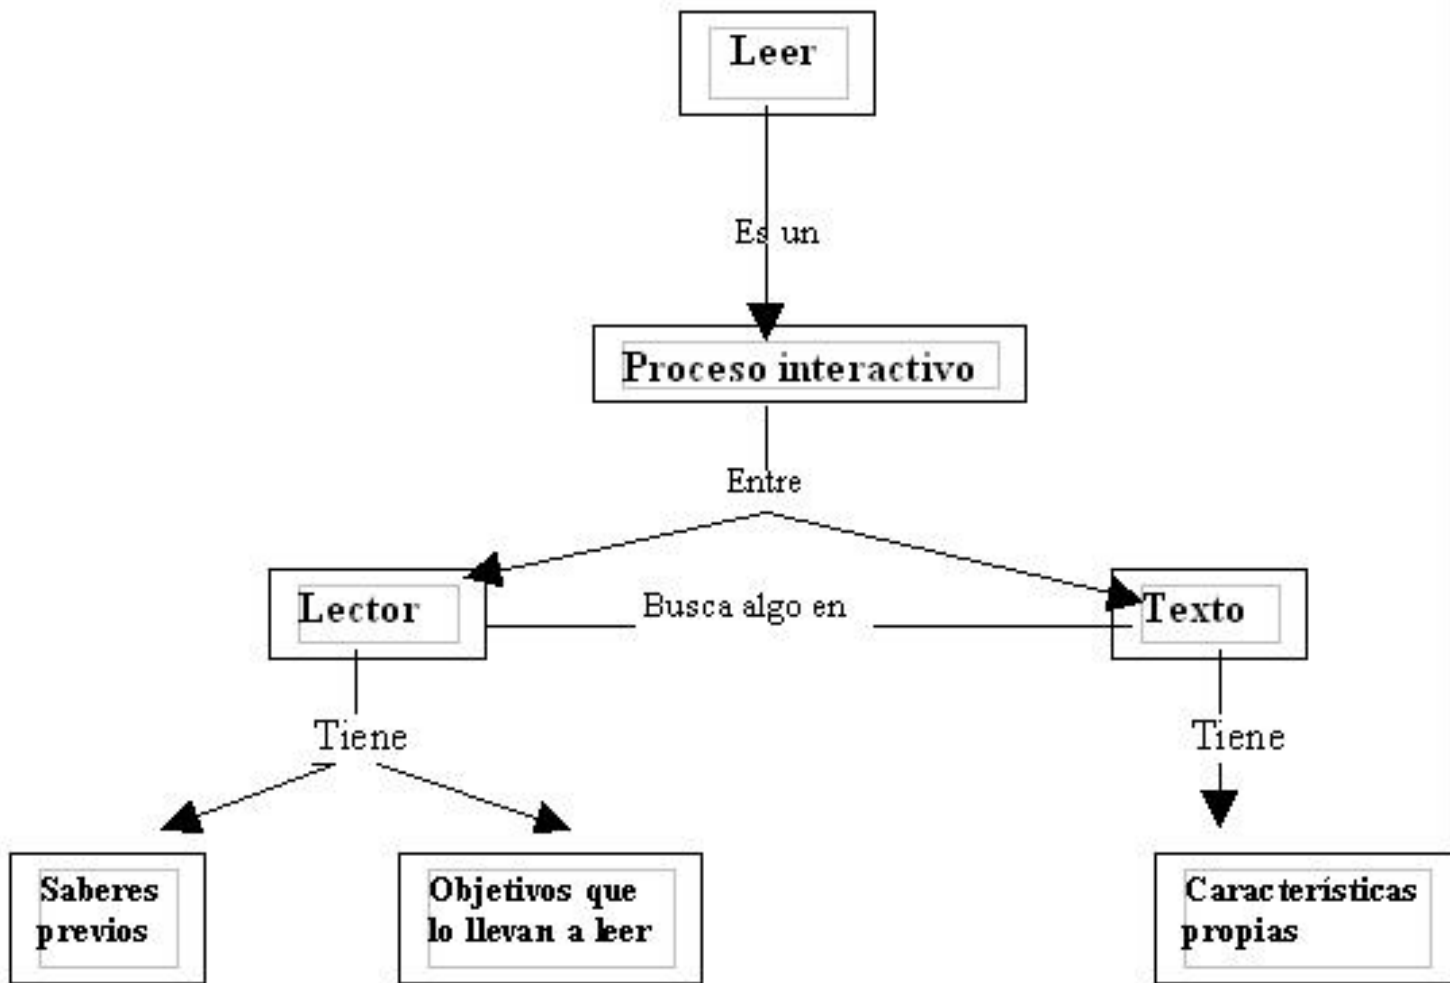 Leer
Es un
Proceso interactivo
Entre
Lector
Busca algo en
Texto
Tiene
Tiene
Saberes
previos
Objetivos que
lo llevan a leer
Características
propias